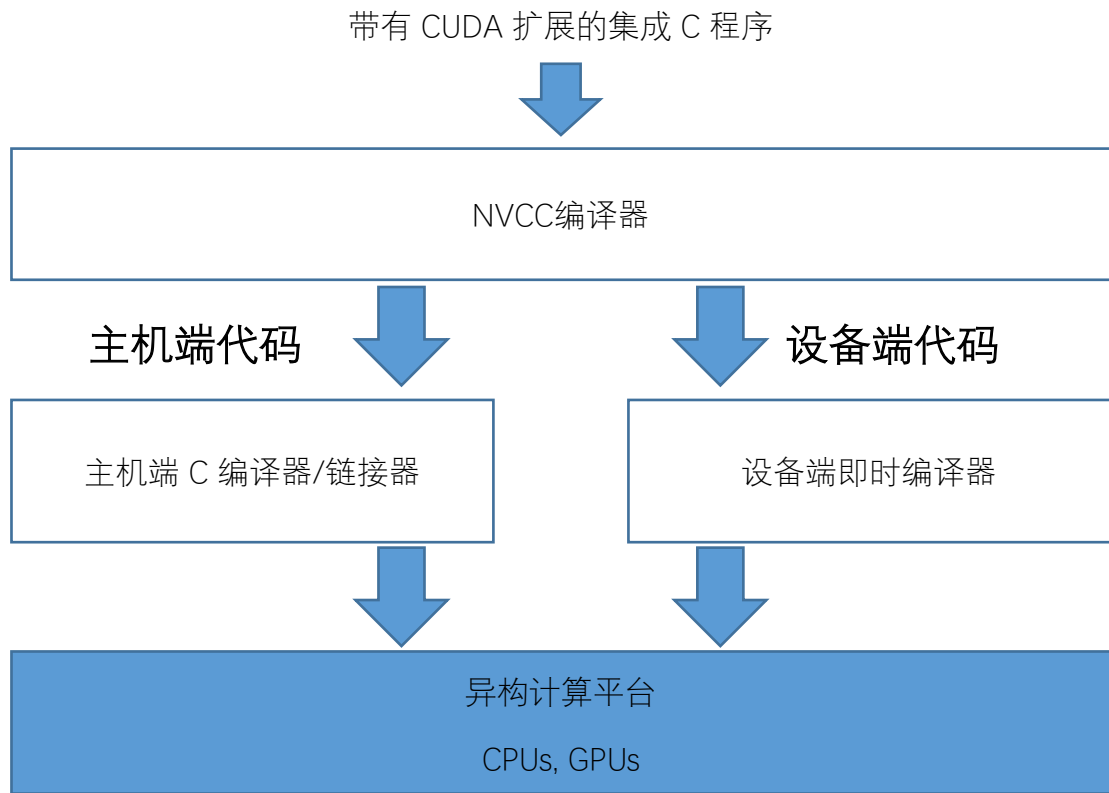 带有 CUDA 扩展的集成 C 程序
NVCC编译器
主机端代码
设备端代码
主机端 C 编译器/链接器
设备端即时编译器
异构计算平台
CPUs, GPUs